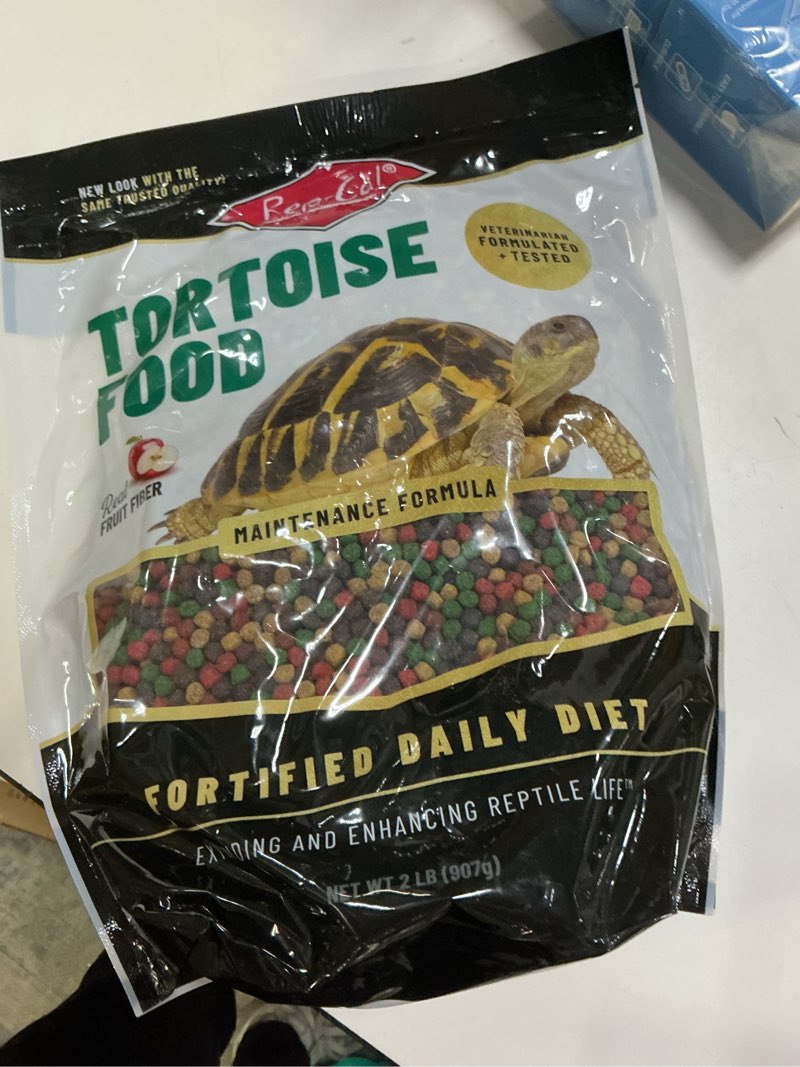 NEW LOOK WITH THE
SAME TRUSTED QUALITY!
Rep-Cal®
VETERINARIAN
FORMULATED
+ TESTED
TORTOISE
FOOD
Real
FRUIT FIBER
MAINTENANCE FORMULA
FORTIFIED DAILY DIET
AND ENHANCING REPTILE LIFE™
NET WT 2 LB (907g)